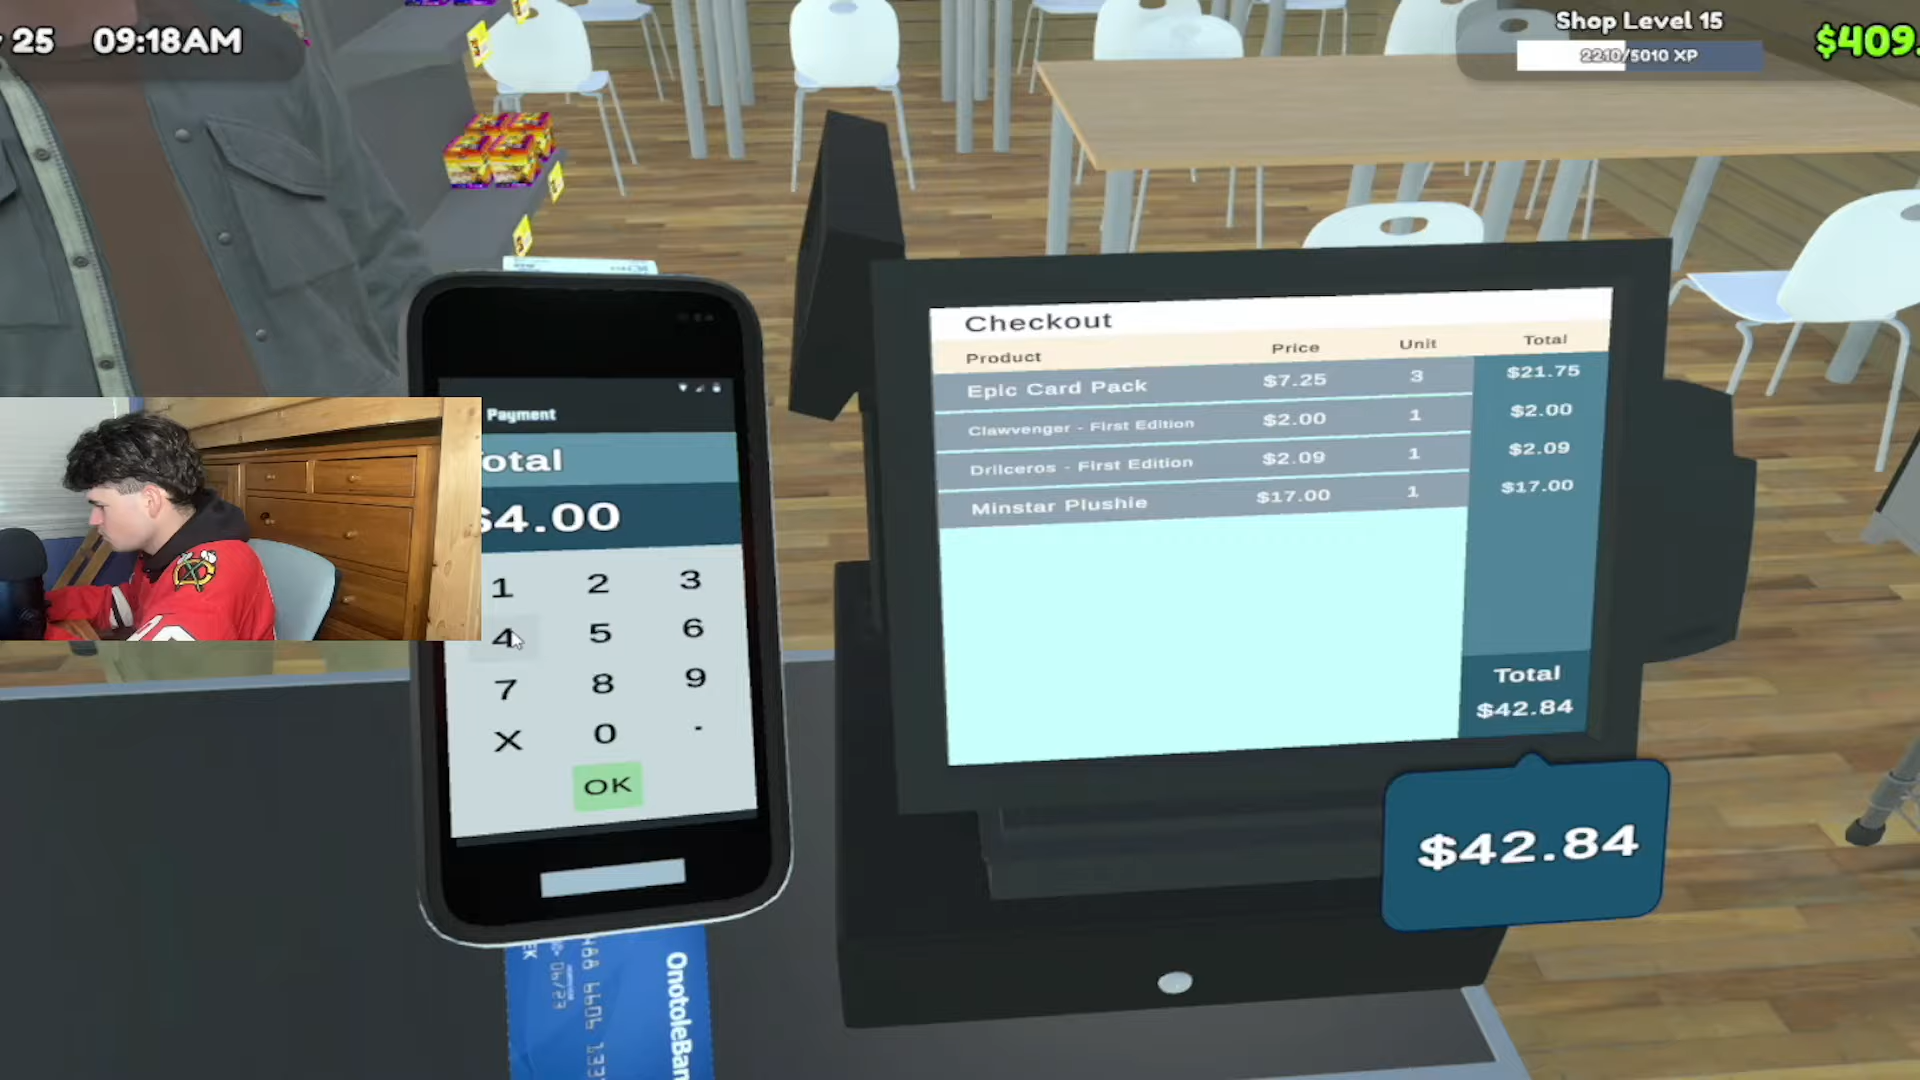 25 09:18AM
Shop Level 15
2210/5010 XP
$409.
Checkout
Product Price Unit Total
Epic Card Pack $7.25 3 $21.75
Clawvenger - First Edition $2.00 1 $2.00
Drilceros - First Edition $2.09 1 $2.09
Minstar Plushie $17.00 1 $17.00
Total
$42.84
$42.84
Payment
otal
$4.00
1 2 3
4 5 6
7 8 9
X 0 .
OK
OnotoleBan